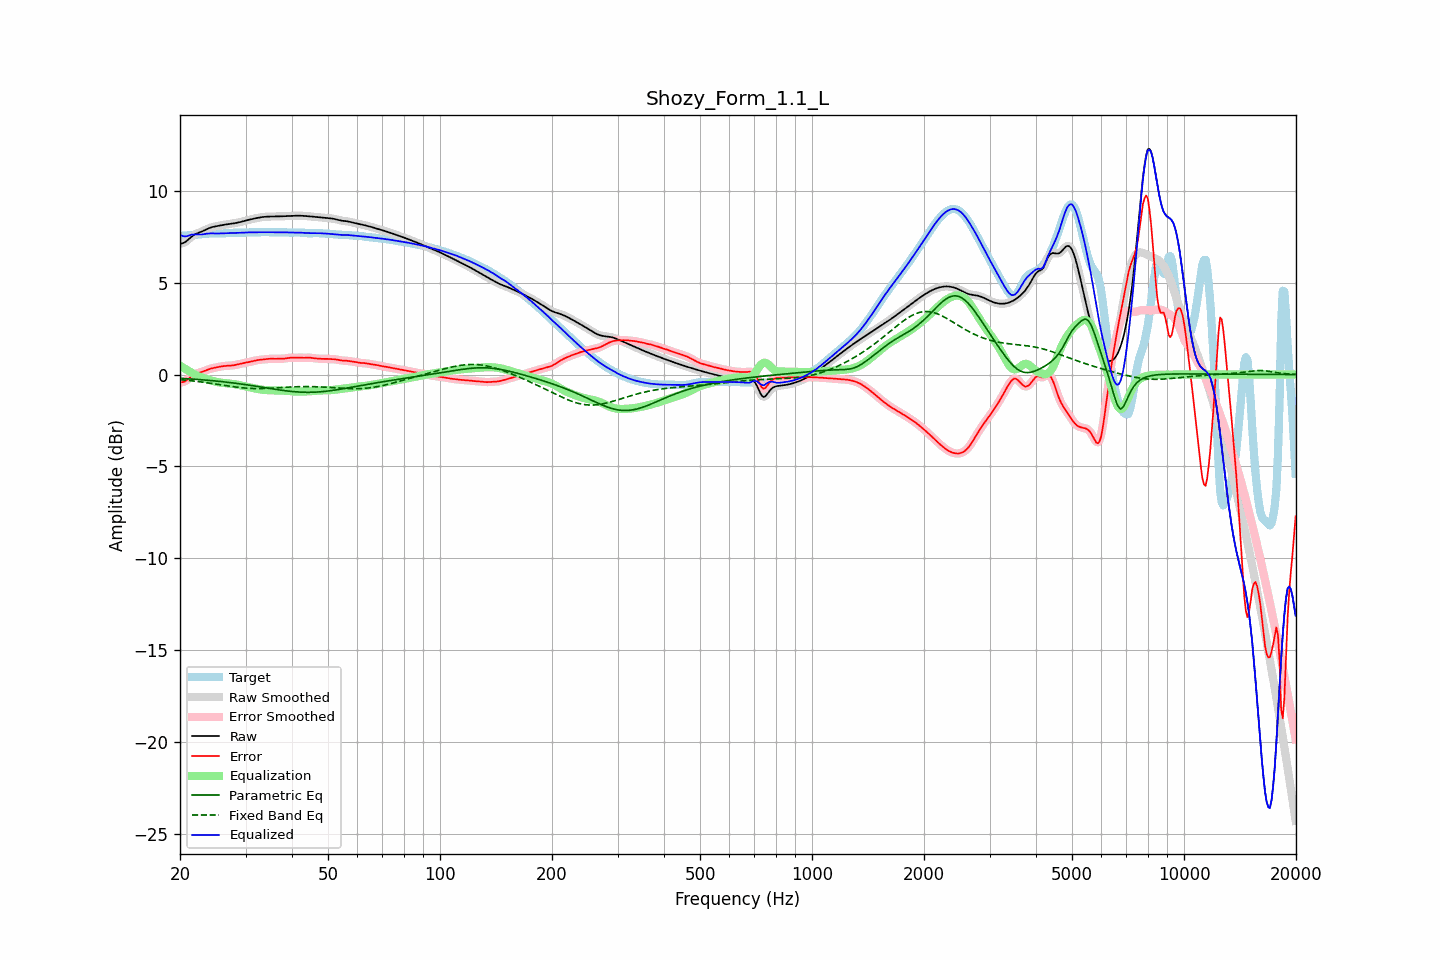 Shozy_Form_1.1_L
Amplitude (dBr)
10
5
0
−5
−10
−15
−20
−25
Target
Raw Smoothed
Error Smoothed
Raw
Error
Equalization
Parametric Eq
Fixed Band Eq
Equalized
20 50 100 200 500 1000 2000 5000 10000 20000
Frequency (Hz)